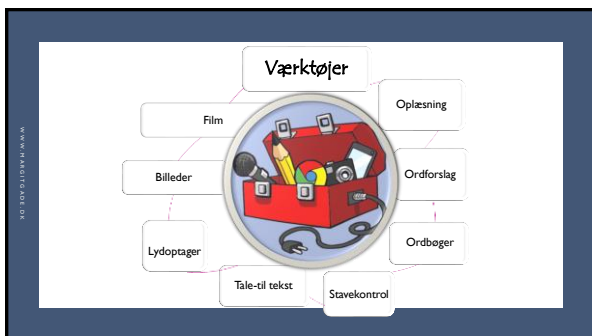 Værktøjer
Oplæsning
Ordforslag
Ordbøger
Stavekontrol
Tale-til tekst
Lydoptager
Billeder
Film
WWW.MARGITGADE.DK